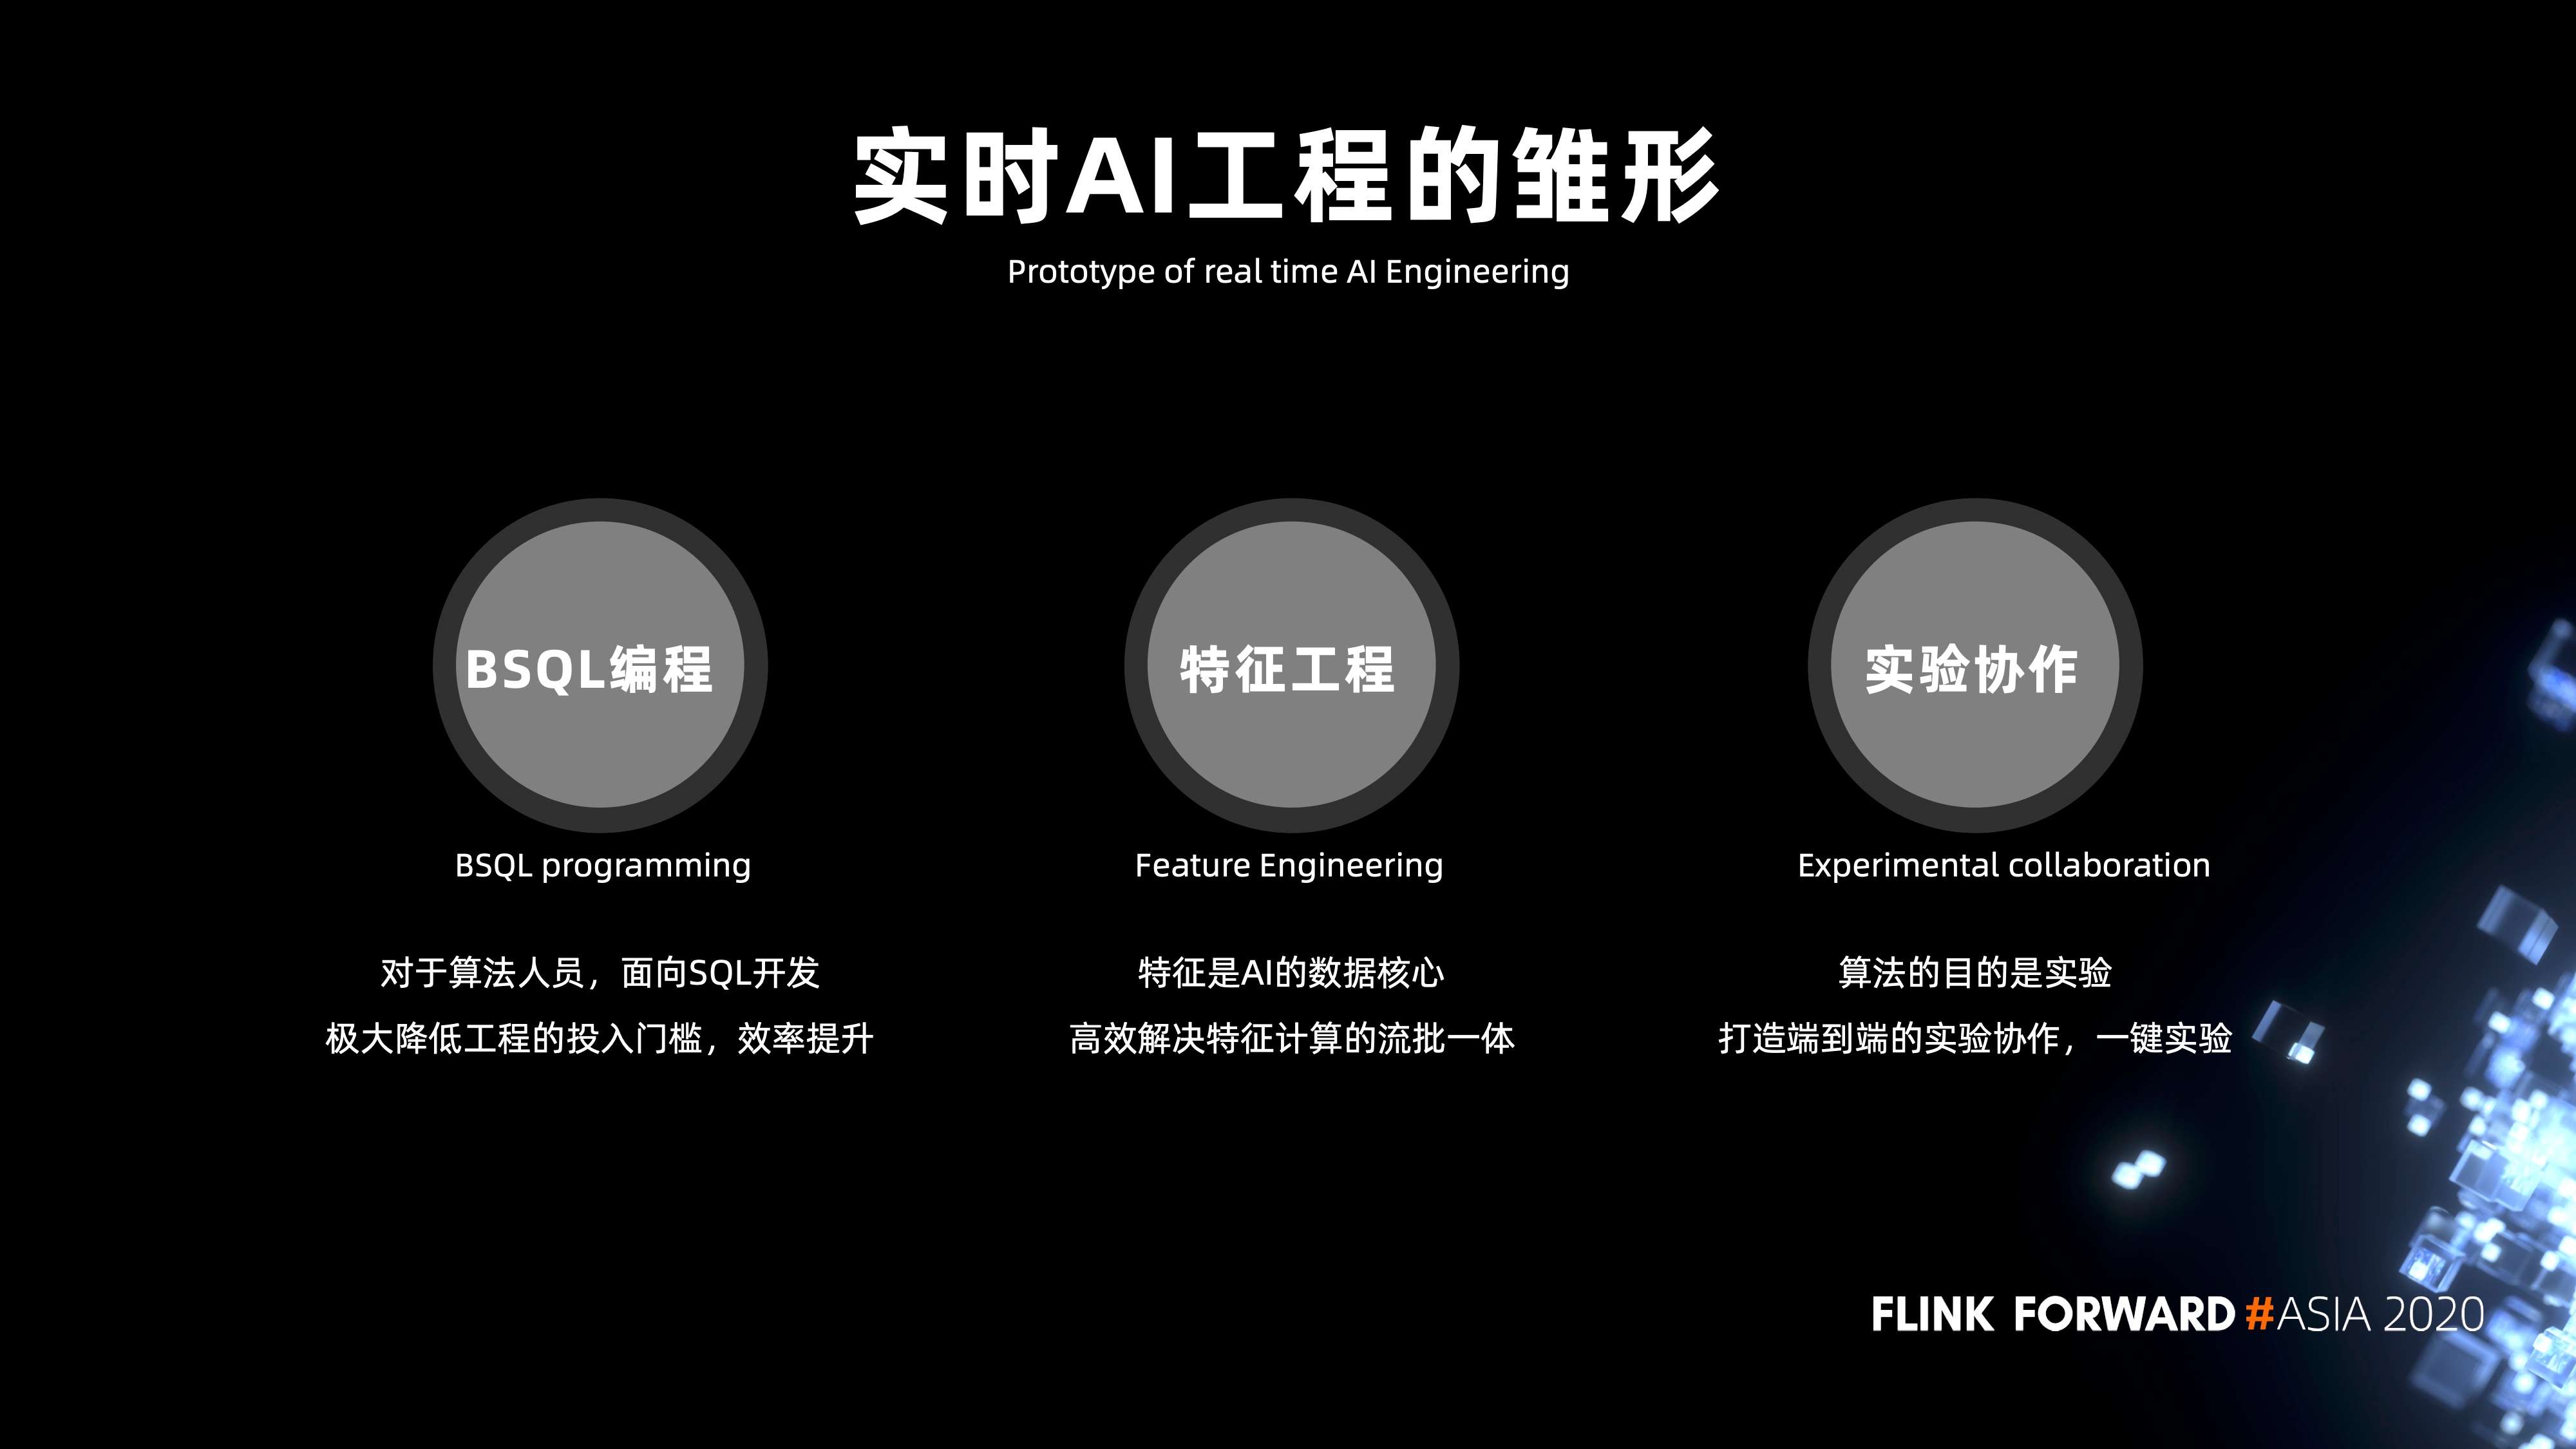 实时AI工程的雏形
Prototype of real time AI Engineering
BSQL编程
BSQL programming
对于算法人员，面向SQL开发
极大降低工程的投入门槛，效率提升
特征工程
Feature Engineering
特征是AI的数据核心
高效解决特征计算的流批一体
实验协作
Experimental collaboration
算法的目的是实验
打造端到端的实验协作，一键实验
FLINK FORWARD #ASIA 2020